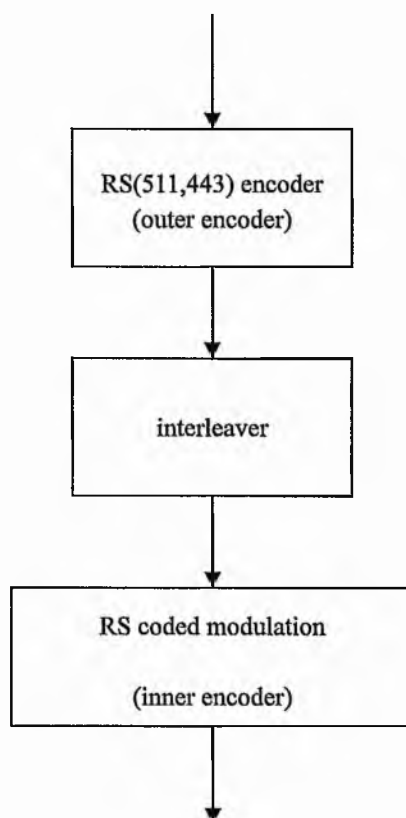 RS(511,443) encoder
(outer encoder)
interleaver
RS coded modulation
(inner encoder)